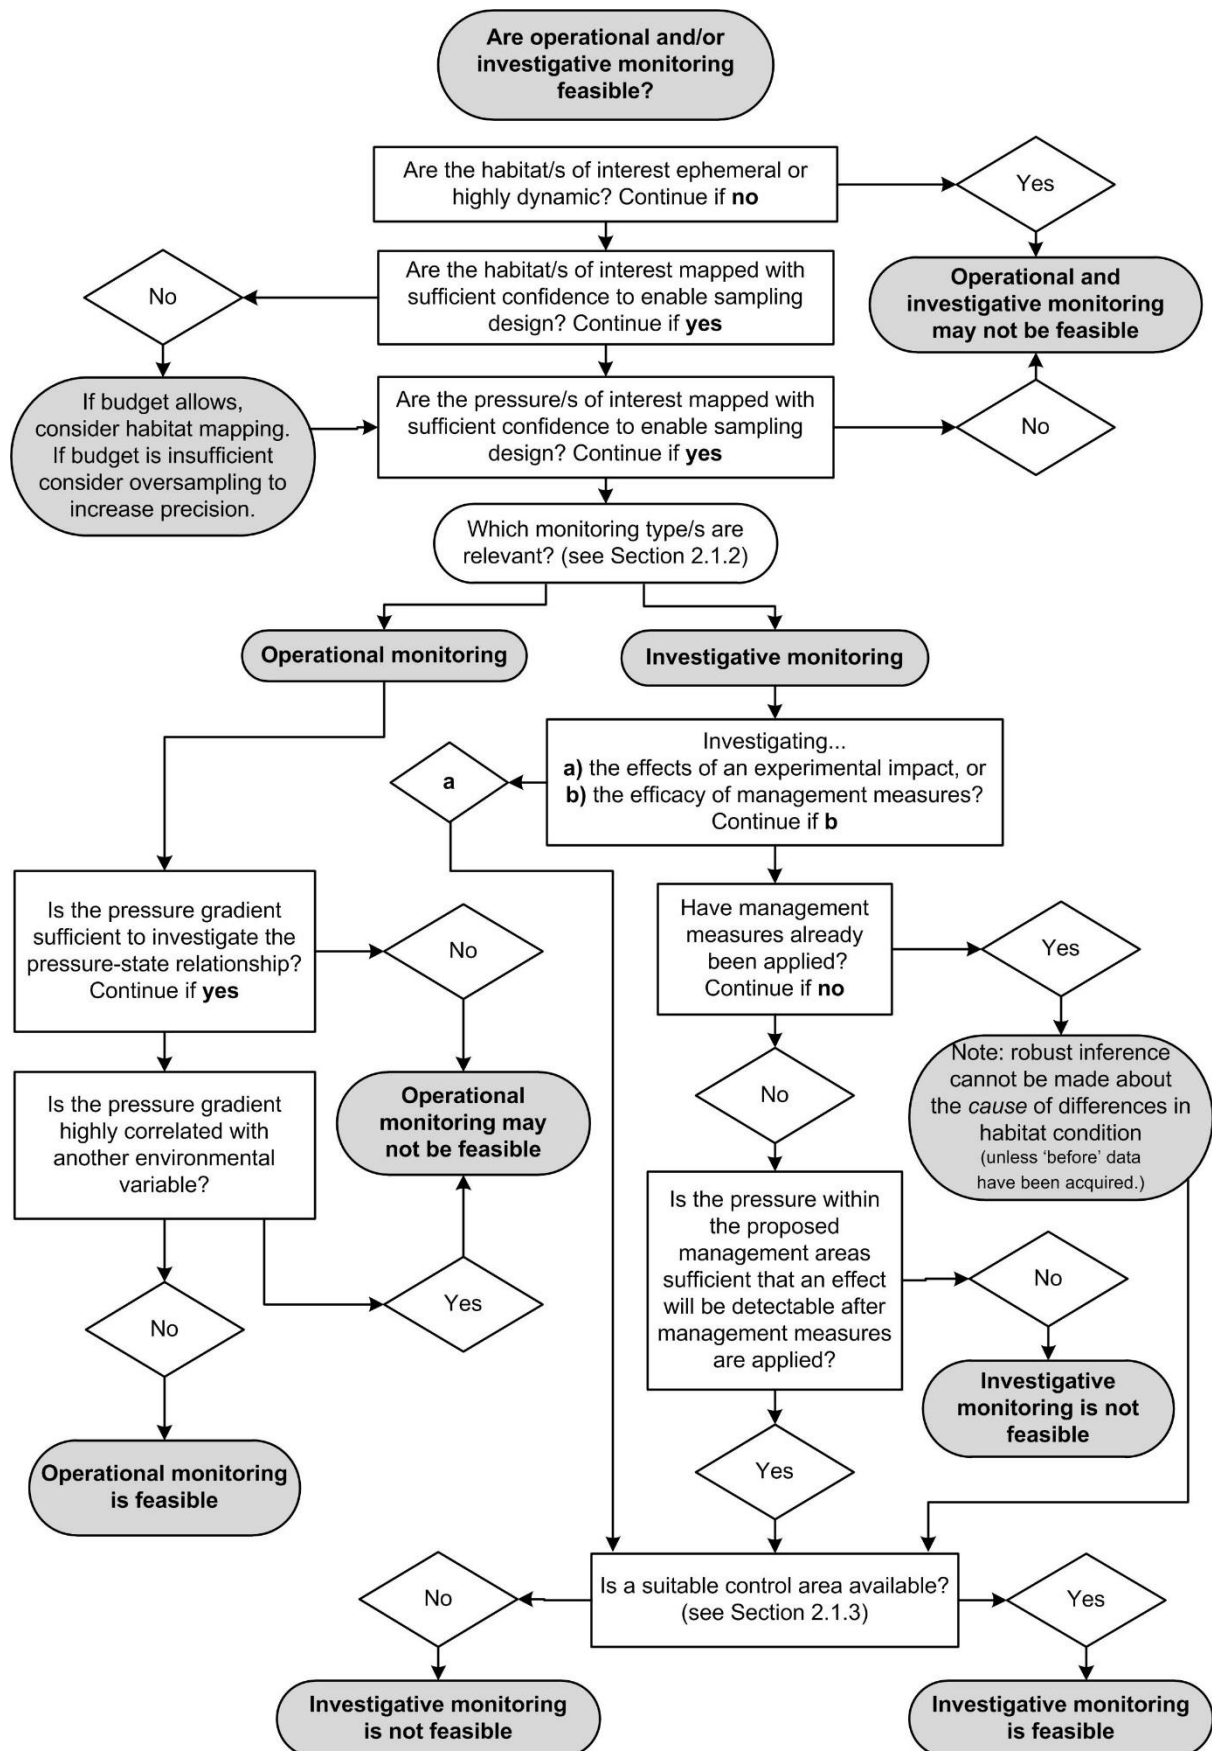 Are operational and/or
investigative monitoring
feasible?
Are the habitat/s of interest ephemeral or
highly dynamic? Continue if no
Yes
Operational and
investigative monitoring
may not be feasible
Are the habitat/s of interest mapped with
sufficient confidence to enable sampling
design? Continue if yes
No
If budget allows,
consider habitat mapping.
If budget is insufficient
consider oversampling to
increase precision.
Are the pressure/s of interest mapped with
sufficient confidence to enable sampling
design? Continue if yes
No
Which monitoring type/s are
relevant? (see Section 2.1.2)
Operational monitoring
Investigative monitoring
Investigating...
a) the effects of an experimental impact, or
b) the efficacy of management measures?
Continue if b
a
Is the pressure gradient
sufficient to investigate the
pressure-state relationship?
Continue if yes
No
Have management
measures already
been applied?
Continue if no
Yes
Note: robust inference
cannot be made about
the cause of differences in
habitat condition
(unless ‘before’ data
have been acquired.)
No
Operational
monitoring may
not be feasible
Is the pressure gradient
highly correlated with
another environmental
variable?
Yes
No
Operational monitoring
is feasible
Is the pressure within
the proposed
management areas
sufficient that an effect
will be detectable after
management measures
are applied?
No
Investigative
monitoring is not
feasible
Yes
Is a suitable control area available?
(see Section 2.1.3)
No
Yes
Investigative monitoring
is not feasible
Investigative monitoring
is feasible